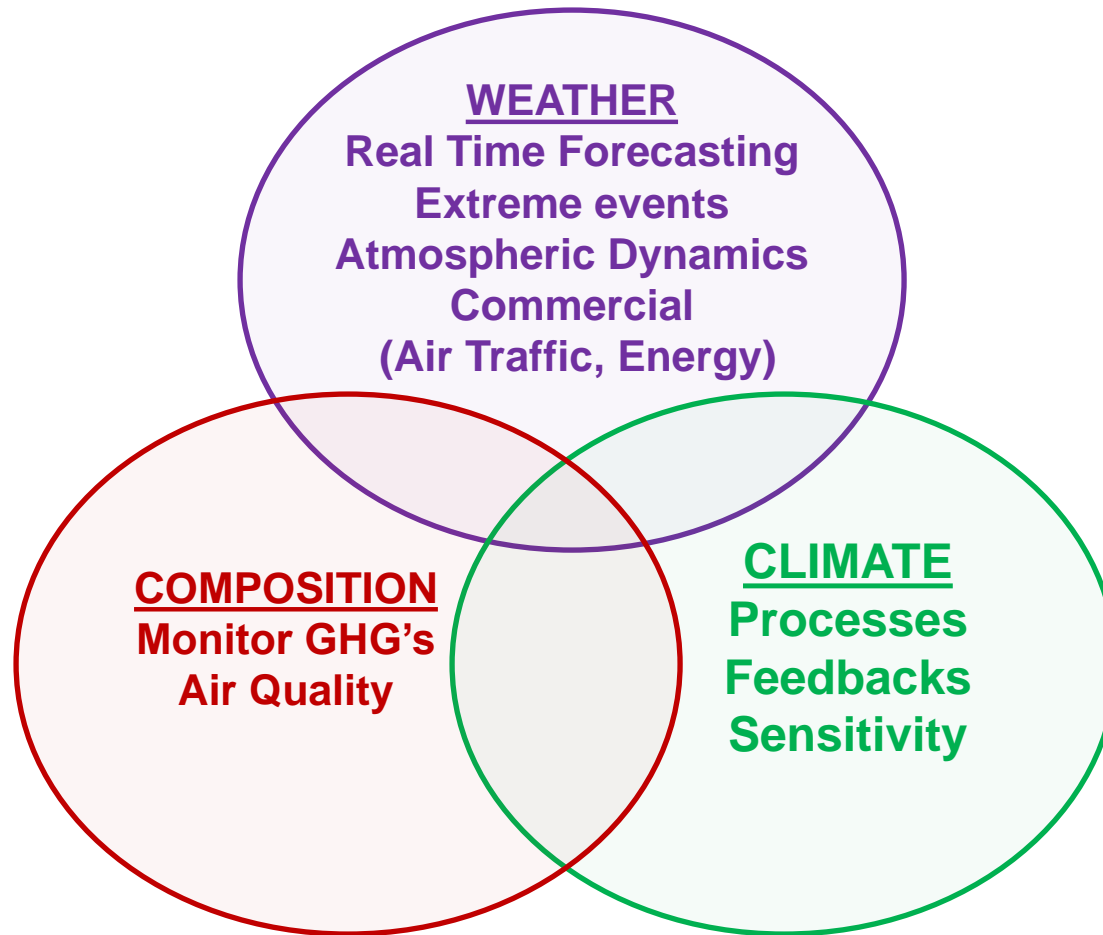 WEATHER
Real Time Forecasting
Extreme events
Atmospheric Dynamics
Commercial
(Air Traffic, Energy)
COMPOSITION
Monitor GHG's
Air Quality
CLIMATE
Processes
Feedbacks
Sensitivity